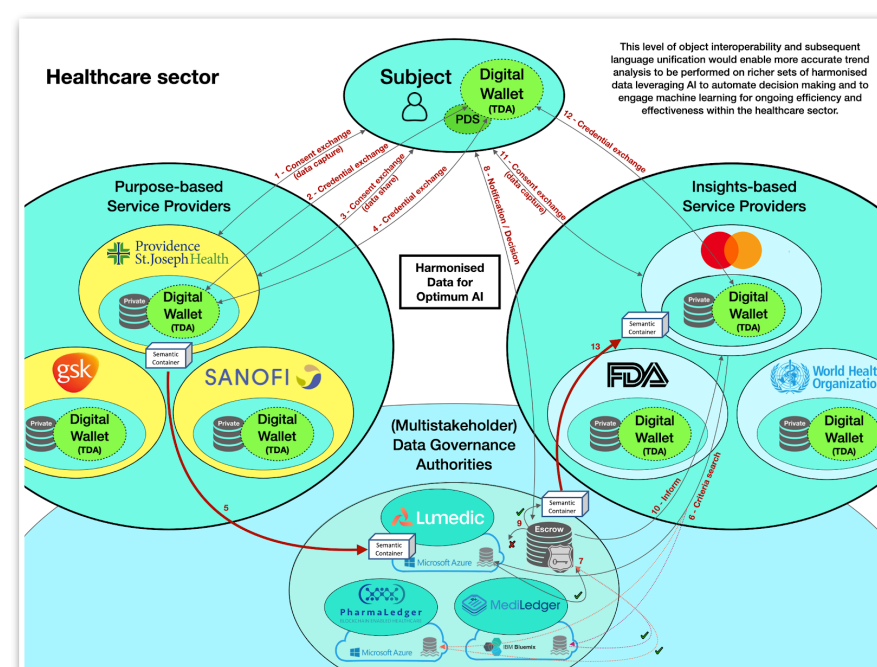 This level of object interoperability and subsequent
language unification would enable more accurate trend
analysis to be performed on richer sets of harmonised
data leveraging AI to automate decision making and to
engage machine learning for ongoing efficiency and
effectiveness within the healthcare sector.
Healthcare sector
Subject
Digital
Wallet
(TDA)
PDS
1 - Consent exchange
(data capture)
2 - Credential exchange
3 - Consent exchange
(data share)
4 - Credential exchange
8 - Notification / Decision
11 - Consent exchange
(data capture)
12 - Credential exchange
Purpose-based
Service Providers
Providence
St.Joseph Health
Private
Digital
Wallet
(TDA)
Semantic
Container
gsk
Private
Digital
Wallet
(TDA)
SANOFI
Private
Digital
Wallet
(TDA)
Harmonised
Data for
Optimum AI
Insights-based
Service Providers
Private
Digital
Wallet
(TDA)
Semantic
Container
13
FDA
Private
Digital
Wallet
(TDA)
World Healt
Organizatio
Private
Digital
Wallet
(TDA)
(Multistakeholder)
Data Governance
Authorities
5
Lumedic
Semantic
Container
Microsoft Azure
Semantic
Container
9
Escrow
7
10 - Inform
6 - Criteria search
PharmaLedger
BLOCKCHAIN ENABLED HEALTHCARE
Microsoft Azure
MediLedger
IBM Bluemix